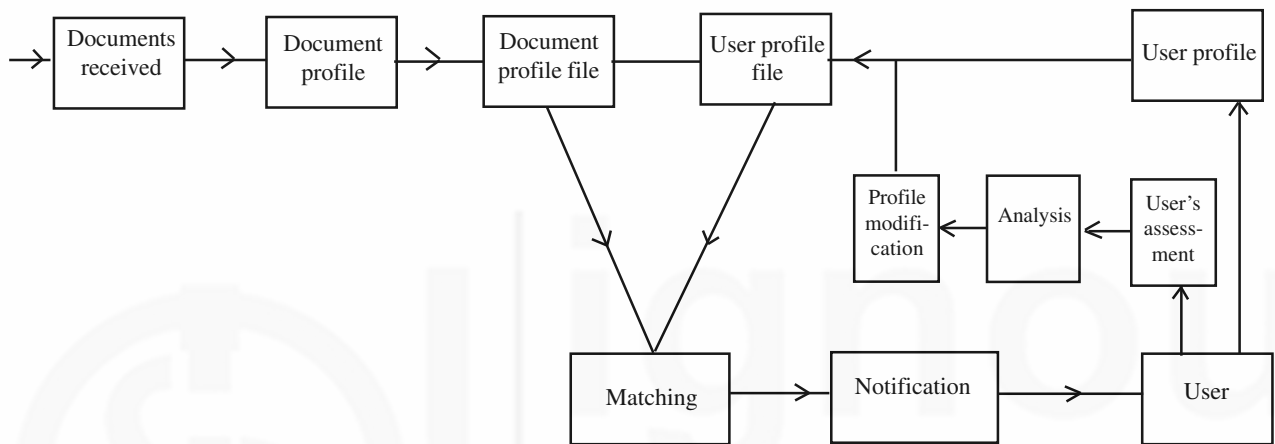 Documents
received
Document
profile
Document
profile file
User profile
file
User profile
Profile
modifi-
cation
Analysis
User's
assess-
ment
Matching
Notification
User
ignou